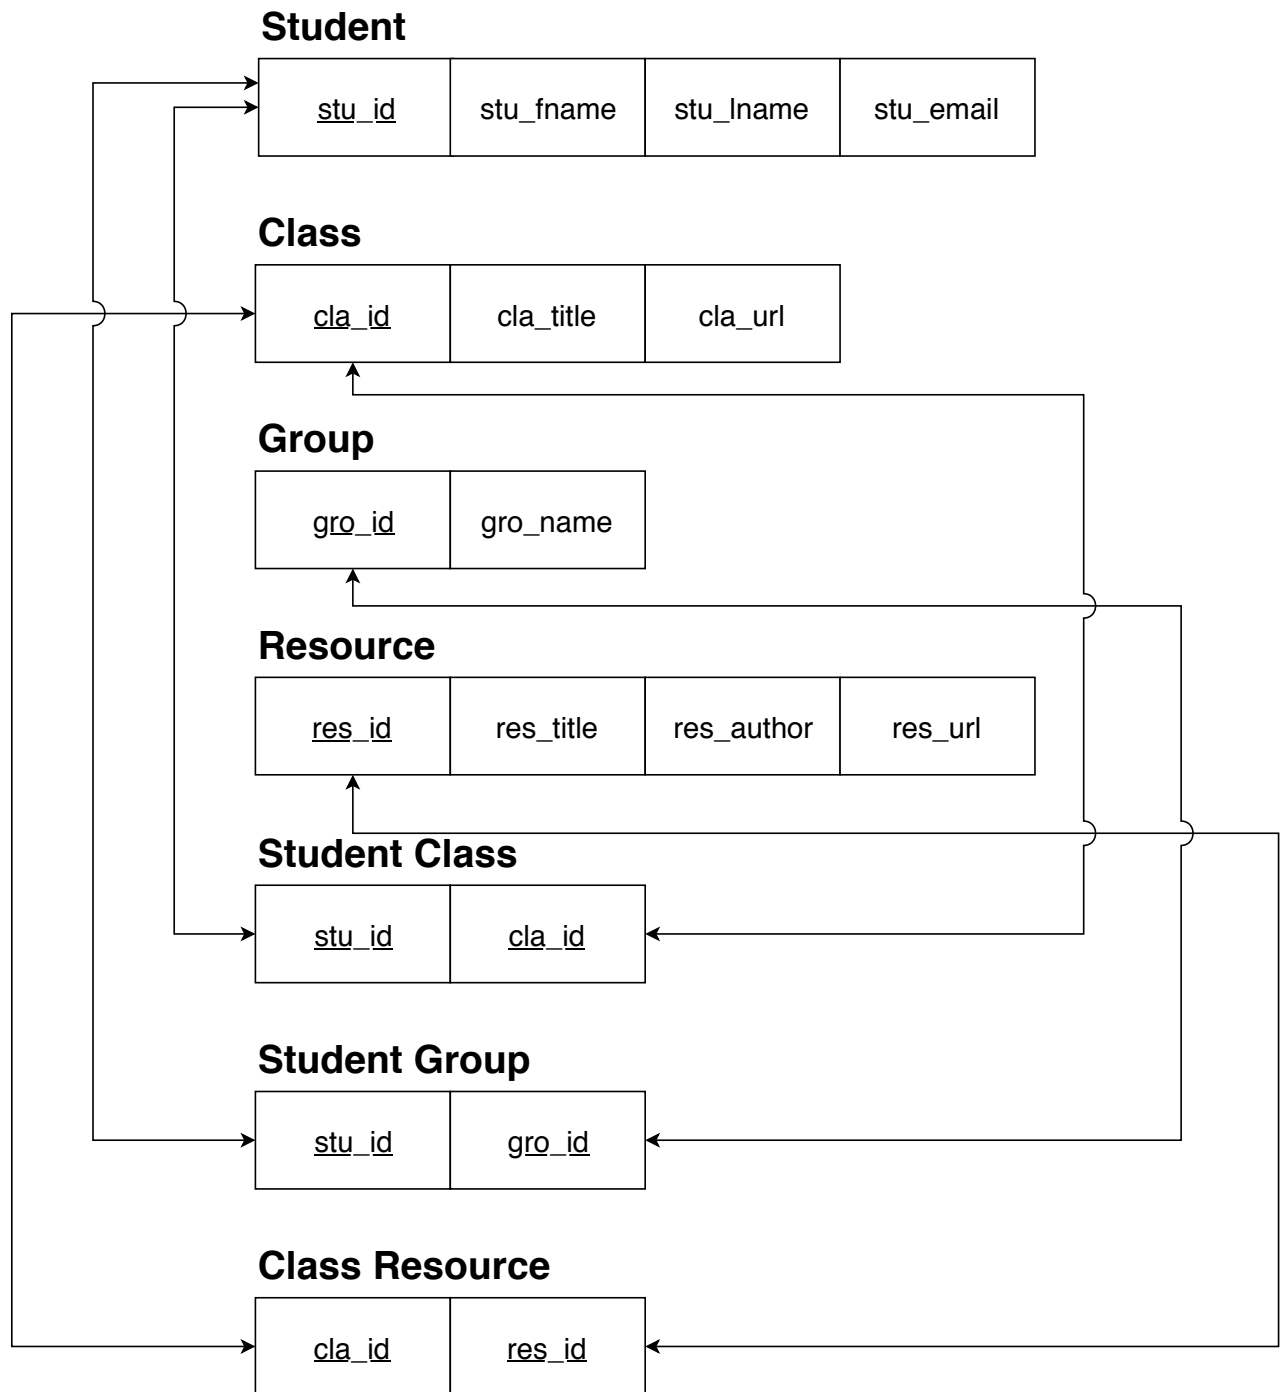 Student
stu_id stu_fname stu_lname stu_email
Class
cla_id cla_title cla_url
Group
gro_id gro_name
Resource
res_id res_title res_author res_url
Student Class
stu_id cla_id
Student Group
stu_id gro_id
Class Resource
cla_id res_id